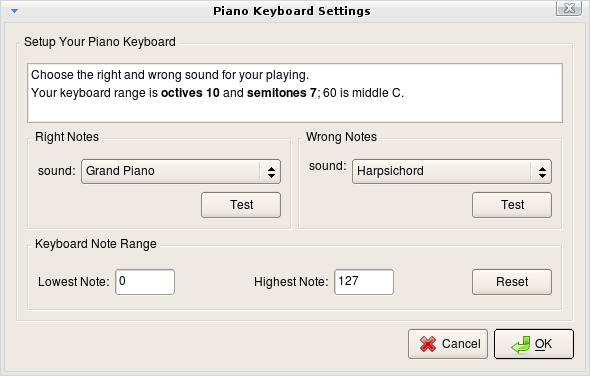 Piano Keyboard Settings
Setup Your Piano Keyboard
Choose the right and wrong sound for your playing.
Your keyboard range is octives 10 and semitones 7; 60 is middle C.
Right Notes
sound: Grand Piano
Test
Wrong Notes
sound: Harpsichord
Test
Keyboard Note Range
Lowest Note: 0 Highest Note: 127 Reset
Cancel OK